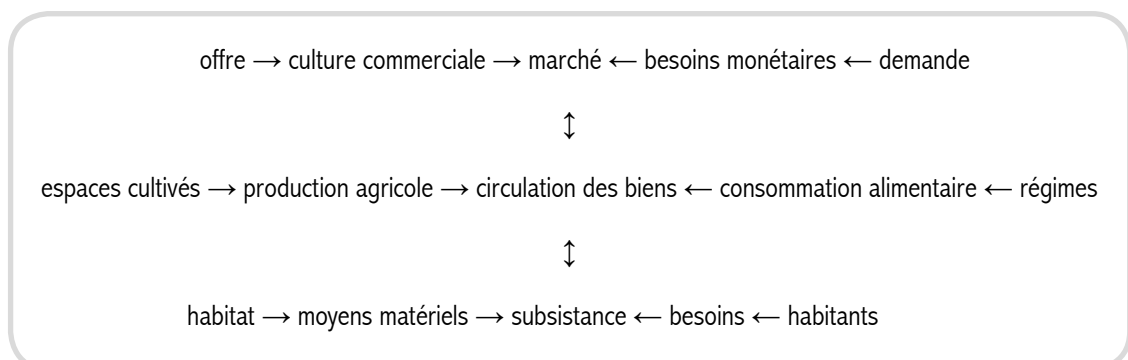 offre → culture commerciale → marché ← besoins monétaires ← demande
↕
espaces cultivés → production agricole → circulation des biens ← consommation alimentaire ← régimes
↕
habitat → moyens matériels → subsistance ← besoins ← habitants